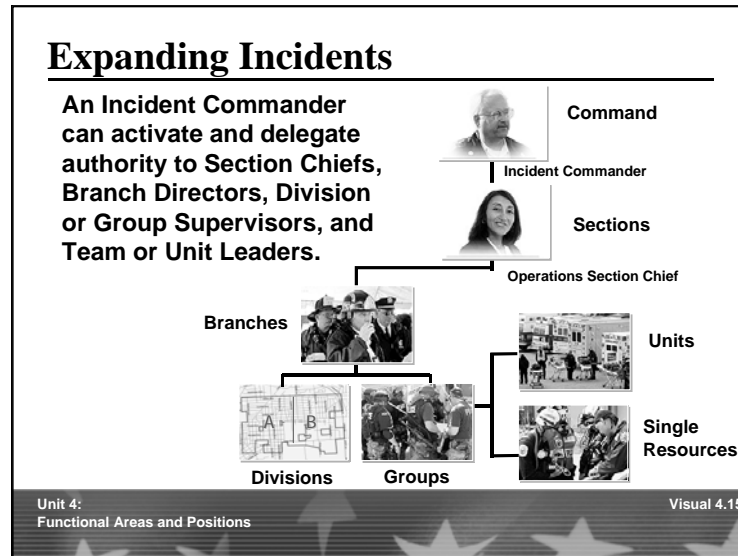 Expanding Incidents
An Incident Commander
can activate and delegate
authority to Section Chiefs,
Branch Directors, Division
or Group Supervisors, and
Team or Unit Leaders.
Command
Incident Commander
Sections
Operations Section Chief
Branches
Units
A B
Divisions
Groups
Single
Resources
Unit 4:
Functional Areas and Positions
Visual 4.15